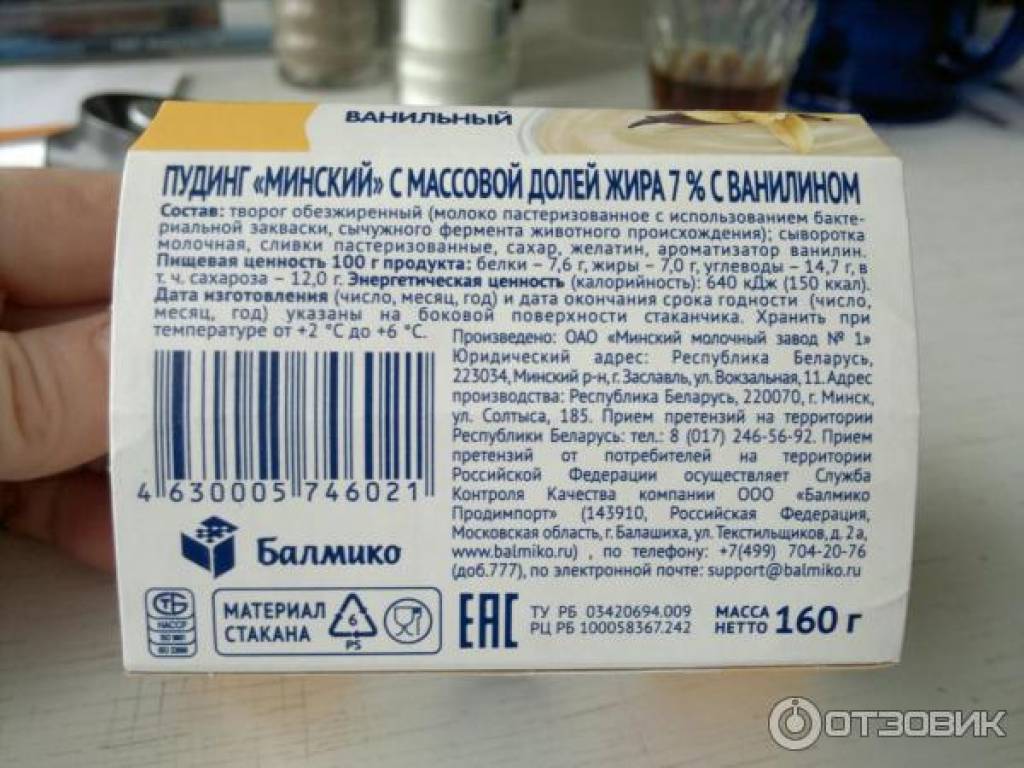 ВАНИЛЬНЫЙ
ПУДИНГ «МИНСКИЙ» С МАССОВОЙ ДОЛЕЙ ЖИРА 7 % С ВАНИЛИНОМ
Состав: творог обезжиренный (молоко пастеризованное с использованием бакте-
риальной закваски, сычужного фермента животного происхождения); сыворотка
молочная, сливки пастеризованные, сахар, желатин, ароматизатор ванилин.
Пищевая ценность 100 г продукта: белки – 7,6 г, жиры – 7,0 г, углеводы – 14,7 г, в
т. ч. сахароза – 12,0 г. Энергетическая ценность (калорийность): 640 кДж (150 ккал).
Дата изготовления (число, месяц, год) и дата окончания срока годности (число,
месяц, год) указаны на боковой поверхности стаканчика. Хранить при
температуре от +2 °C до +6 °C.
Произведено: ОАО «Минский молочный завод № 1»
Юридический адрес: Республика Беларусь,
223034, Минский р-н, г. Заславль, ул. Вокзальная, 11. Адрес
производства: Республика Беларусь, 220070, г. Минск,
ул. Солтыса, 185. Прием претензий на территории
Республики Беларусь: тел.: 8 (017) 246-56-92. Прием
претензий от потребителей на территории
Российской Федерации осуществляет Служба
Контроля Качества компании ООО «Балмико
Продимпорт» (143910, Российская Федерация,
Московская область, г. Балашиха, ул. Текстильщиков, д. 2а,
www.balmiko.ru) , по телефону: +7(499) 704-20-76
(доб.777), по электронной почте: support@balmiko.ru
4 630005 746021
Балмико
СТБ
НАССР
МАТЕРИАЛ
СТАКАНА
6
PS
ЕАС
ТУ РБ 03420694.009
РЦ РБ 100058367.242
МАССА
НЕТТО 160 г
ОТЗОВИК